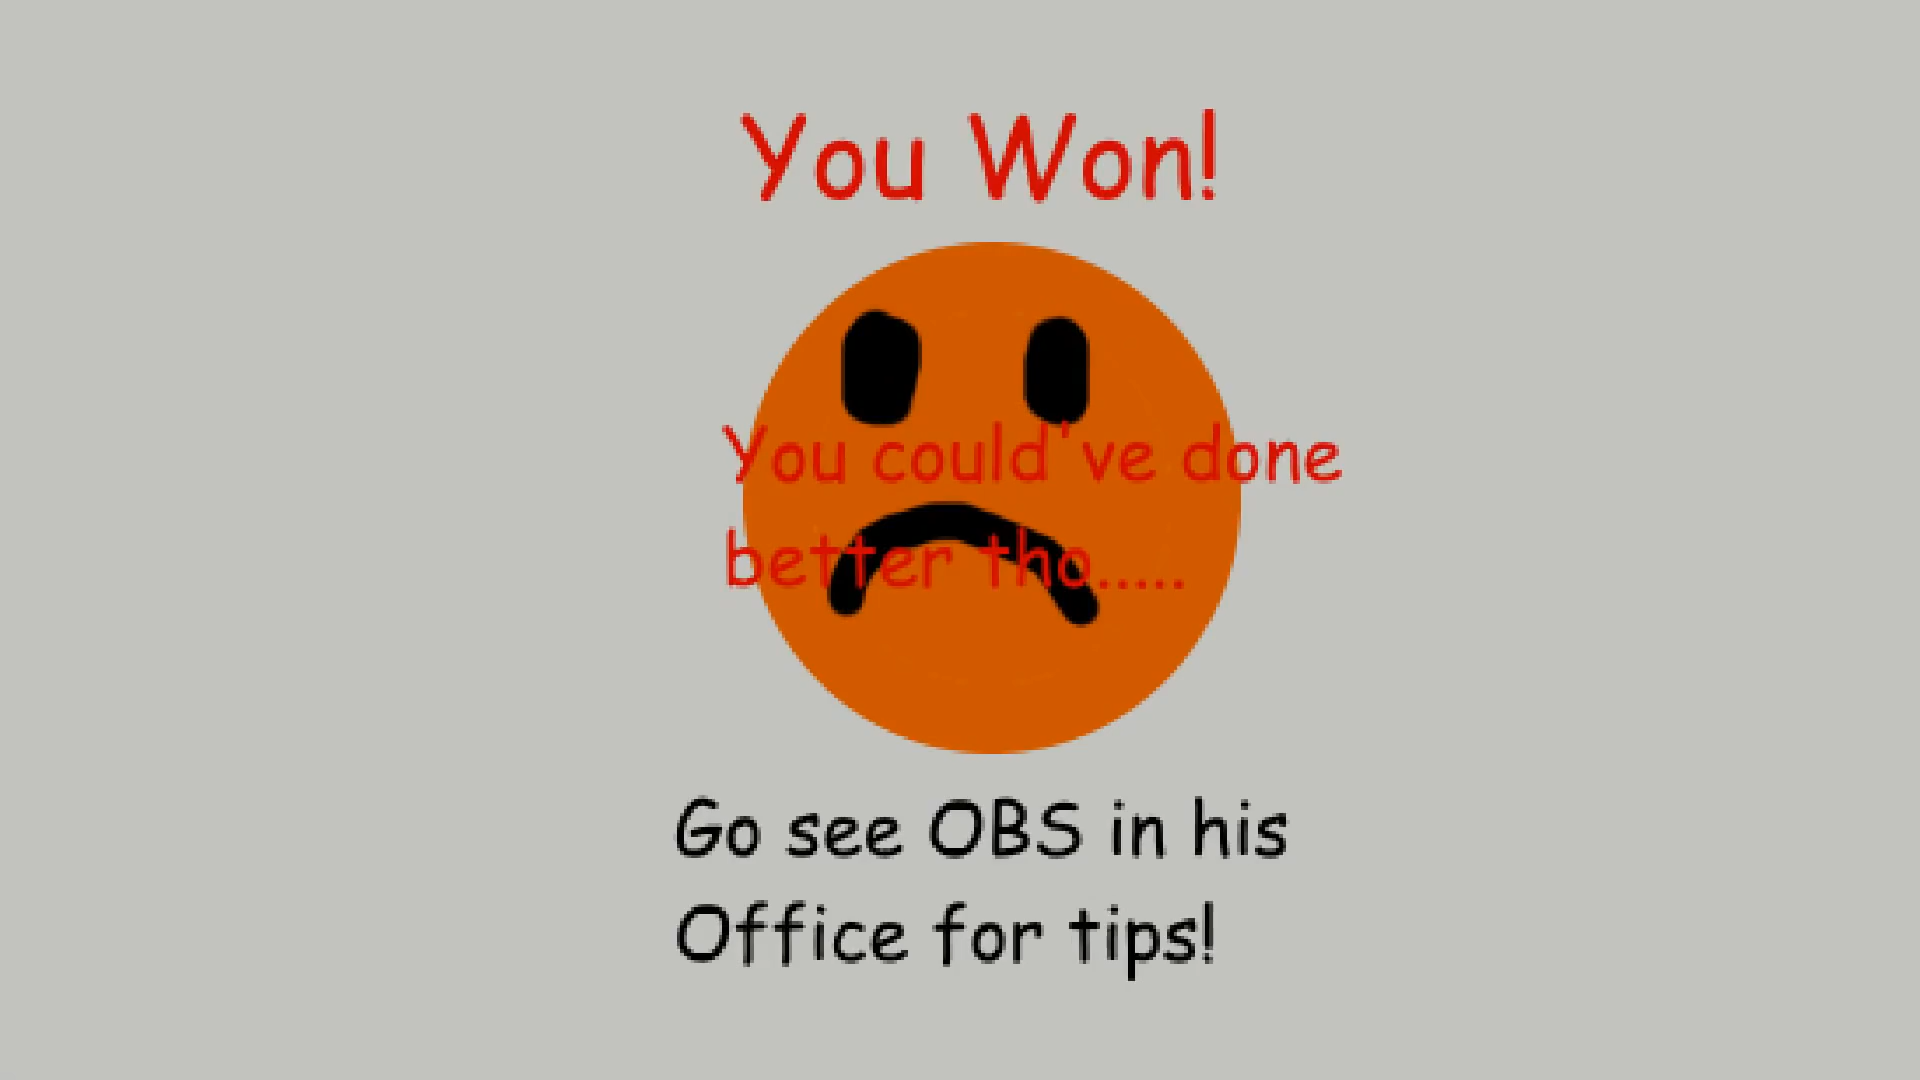 You Won!
You could've done
better tho.....
Go see OBS in his
Office for tips!